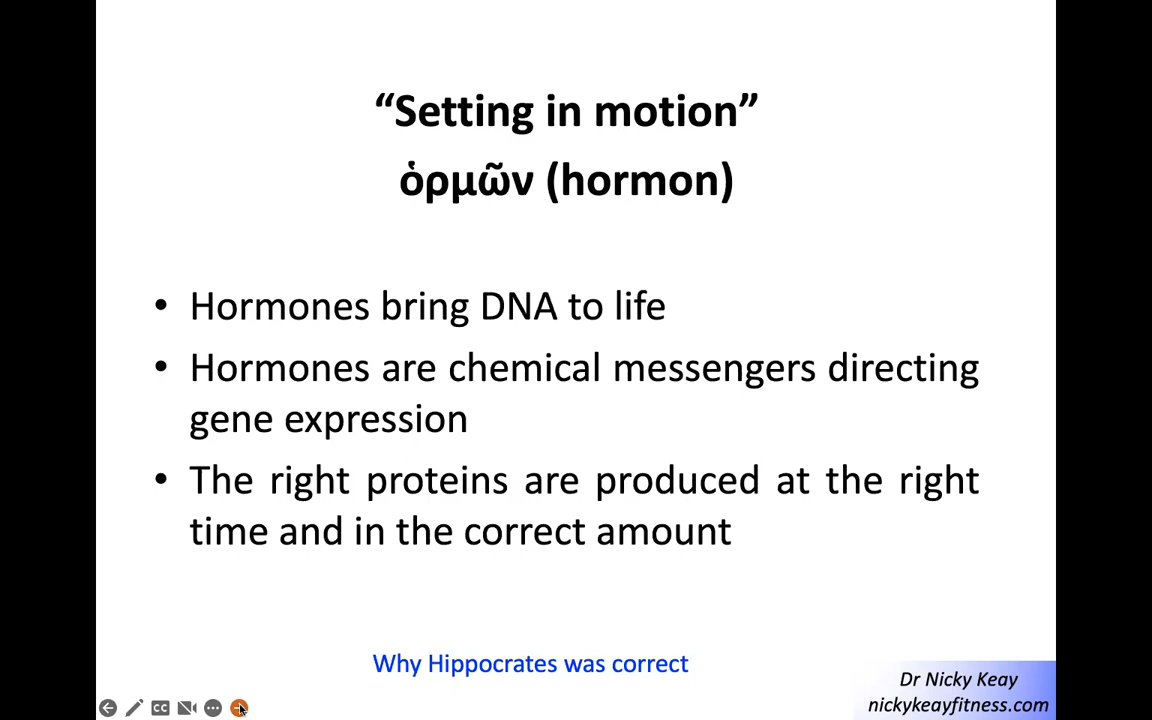 “Setting in motion”
ὁρμῶν (hormon)
• Hormones bring DNA to life
• Hormones are chemical messengers directing
gene expression
• The right proteins are produced at the right
time and in the correct amount
Why Hippocrates was correct
Dr Nicky Keay
nickykeayfitness.com
CC